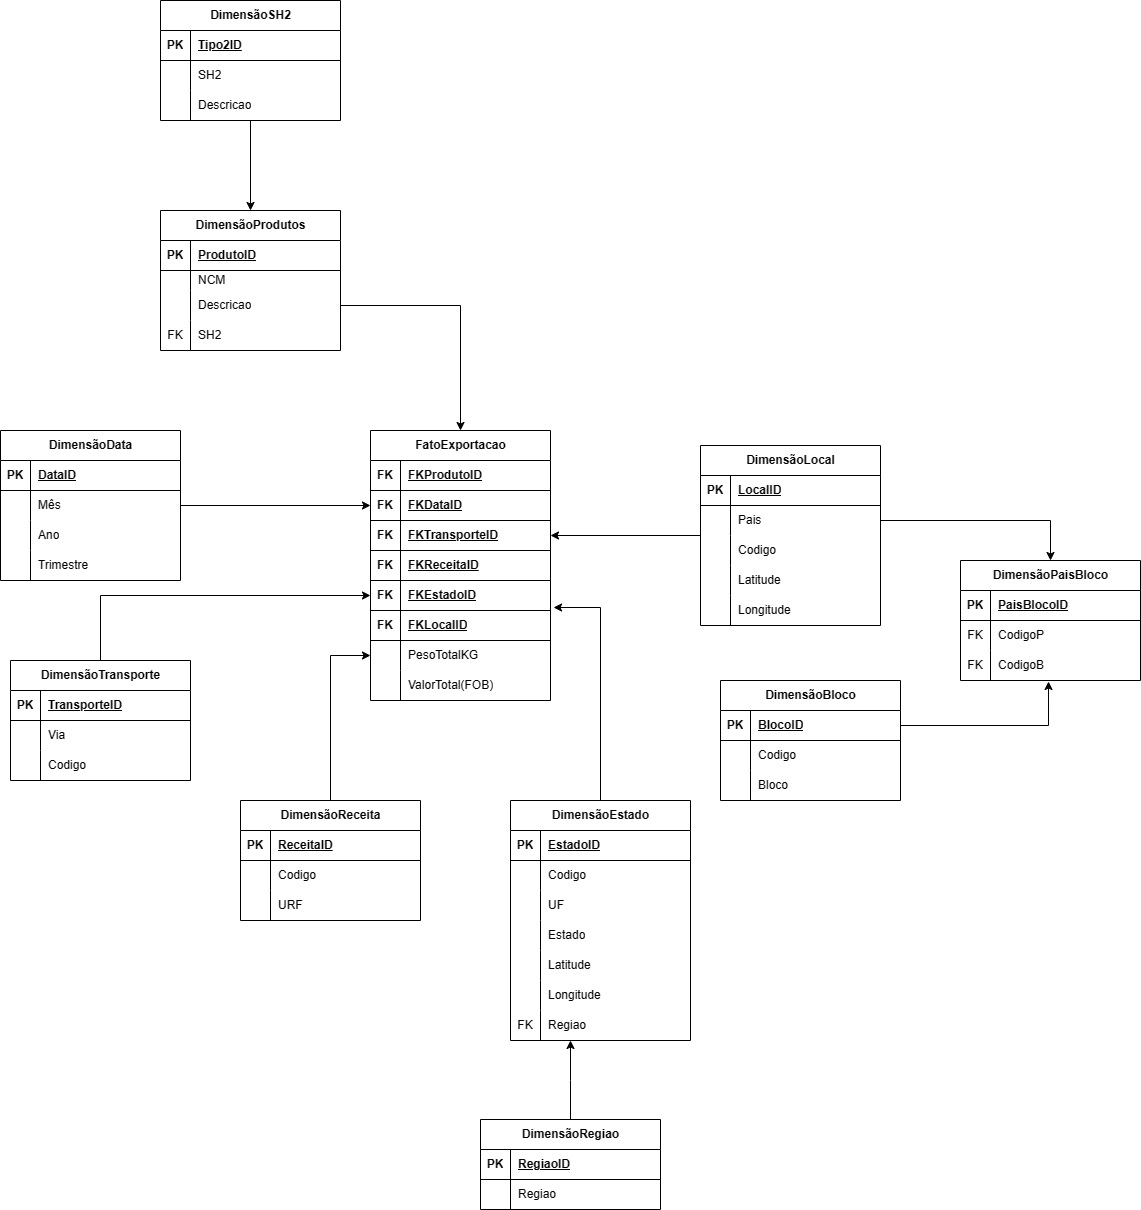 DimensãoSH2
PK Tipo2ID
SH2
Descricao
DimensãoProdutos
PK ProdutoID
NCM
Descricao
FK SH2
DimensãoData
PK DataID
Mês
Ano
Trimestre
FatoExportacao
FK FKProdutoID
FK FKDataID
FK FKTransporteID
FK FKReceitaID
FK FKEstadoID
FK FKLocalID
PesoTotalKG
ValorTotal(FOB)
DimensãoLocal
PK LocalID
Pais
Codigo
Latitude
Longitude
DimensãoPaisBloco
PK PaisBlocoID
FK CodigoP
FK CodigoB
DimensãoTransporte
PK TransporteID
Via
Codigo
DimensãoBloco
PK BlocoID
Codigo
Bloco
DimensãoReceita
PK ReceitaID
Codigo
URF
DimensãoEstado
PK EstadoID
Codigo
UF
Estado
Latitude
Longitude
FK Regiao
DimensãoRegiao
PK RegiaoID
Regiao